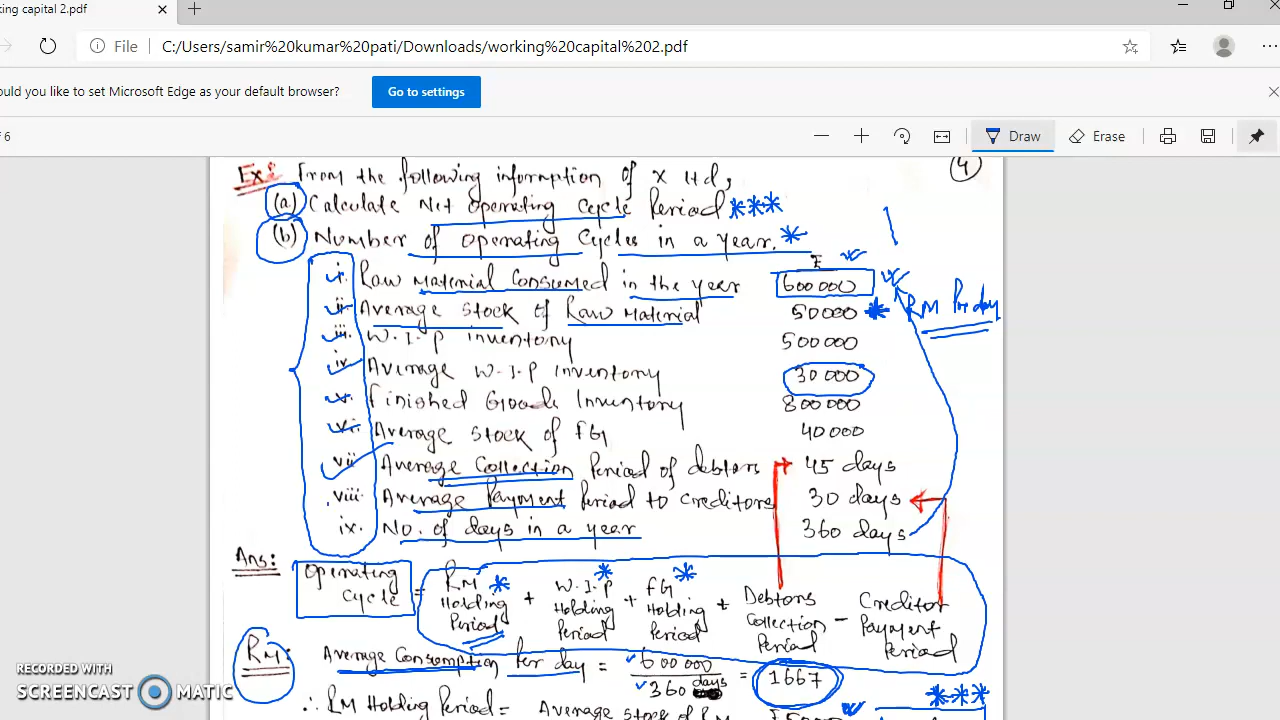 king capital 2.pdf
File C:/Users/samir%20kumar%20pati/Downloads/working%20capital%202.pdf
ould you like to set Microsoft Edge as your default browser? Go to settings
f 6 Draw Erase
Ex: From the following information of X Ltd, (4)
(a) Calculate Net operating Cycle Period ***
(b) Number of operating Cycles in a year. *
₹
i. Raw Material Consumed in the year 600000
ii. Average stock of Raw Material 50000 * RM Per day
iii. W.I.P inventory 500000
iv. Average W.I.P Inventory 30000
v. Finished Goods Inventory 800000
vi. Average stock of FG 40000
vii. Average Collection Period of debtors 45 days
viii. Average Payment Period to Creditors 30 days
ix. No. of days in a year 360 days
Ans: Operating Cycle = RM Holding Period * + W.I.P Holding Period * + FG Holding Period * + Debtors Collection Period - Creditor Payment Period
RM: Average Consumption Per day = 600000 / 360 days = 1667
***
∴ RM Holding Period = Average stock of RM
RECORDED WITH
SCREENCAST MATIC